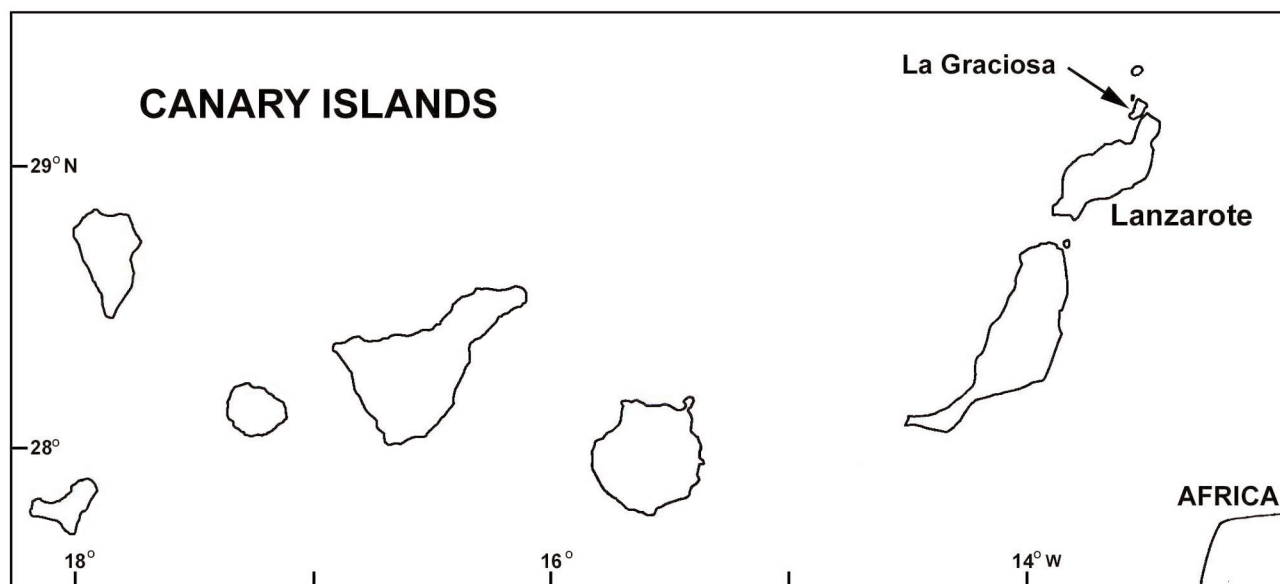 La Graciosa
CANARY ISLANDS
29° N
Lanzarote
28°
AFRICA
18°
16°
14° W